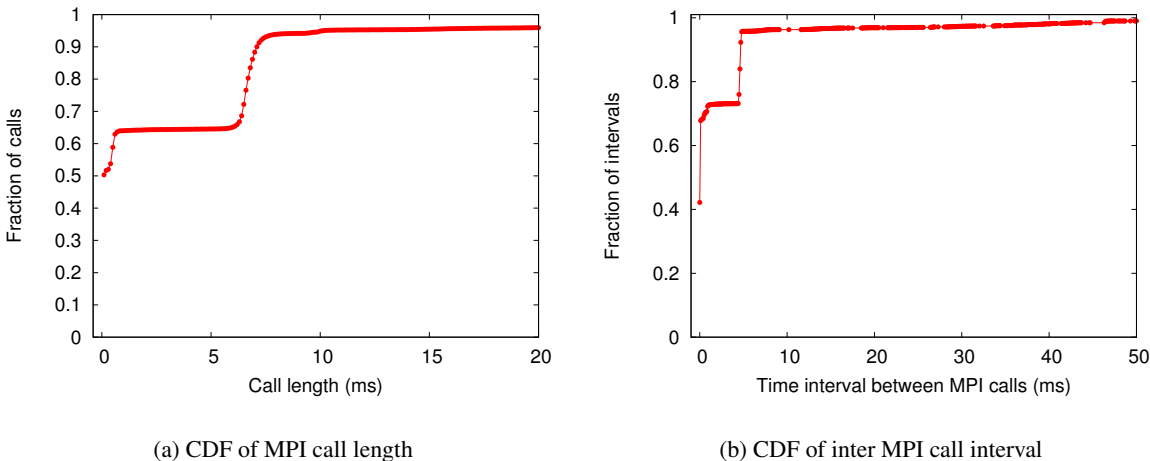 1
0.9
0.8
0.7
0.6
0.5
0.4
0.3
0.2
0.1
0
0 5 10 15 20
Fraction of calls
Call length (ms)
(a) CDF of MPI call length
1
0.8
0.6
0.4
0.2
0
0 10 20 30 40 50
Fraction of intervals
Time interval between MPI calls (ms)
(b) CDF of inter MPI call interval